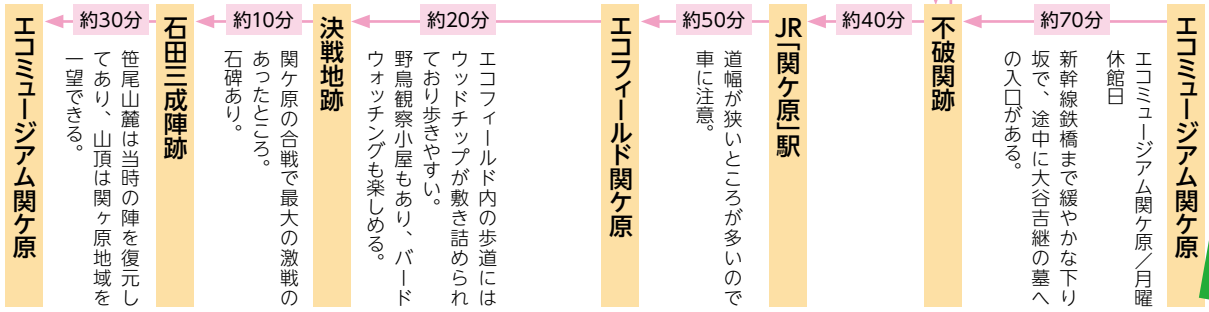 エコミュージアム関ケ原
エコミュージアム関ケ原／月曜
休館日
約70分
新幹線鉄橋まで緩やかな下り
坂で、途中に大谷吉継の墓へ
の入口がある。
不破関跡
約40分
JR「関ケ原」駅
約50分
道幅が狭いところが多いので
車に注意。
エコフィールド関ケ原
約20分
エコフィールド内の歩道には
ウッドチップが敷き詰められ
ており歩きやすい。
野鳥観察小屋もあり、バード
ウォッチングも楽しめる。
決戦地跡
約10分
関ケ原の合戦で最大の激戦の
あったところ。
石碑あり。
石田三成陣跡
約30分
笹尾山麓は当時の陣を復元し
てあり、山頂は関ヶ原地域を
一望できる。
エコミュージアム関ケ原